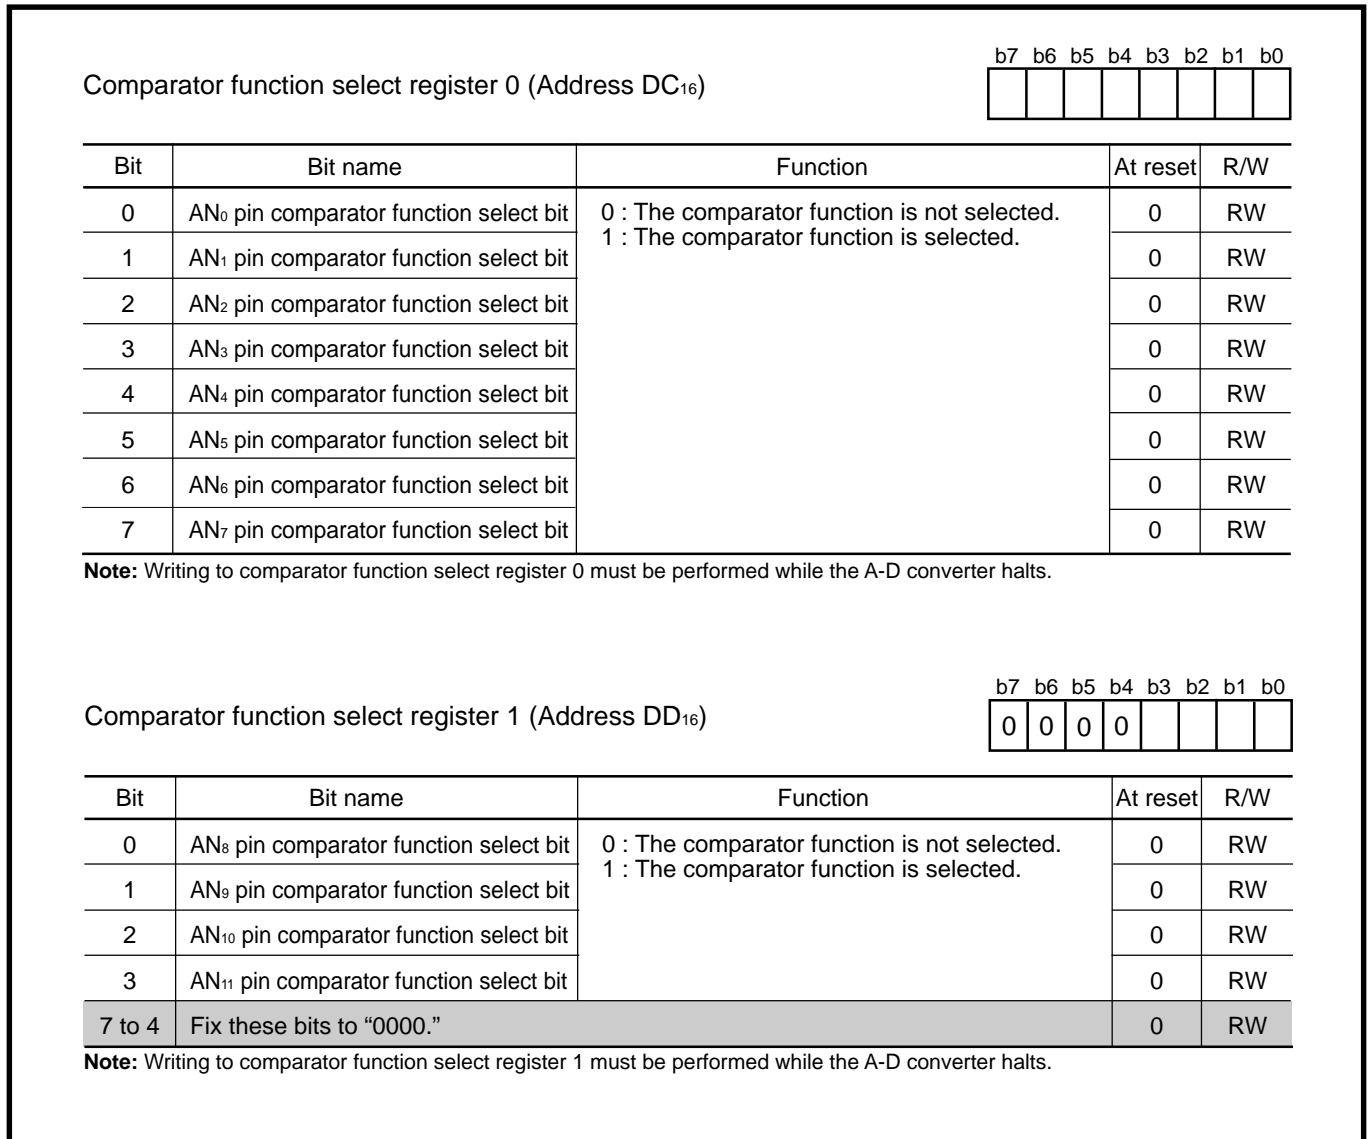 b7 b6 b5 b4 b3 b2 b1 b0
Comparator function select register 0 (Address DC₁₆)
Bit Bit name Function At reset R/W
0 AN₀ pin comparator function select bit 0 : The comparator function is not selected. 0 RW
1 : The comparator function is selected.
1 AN₁ pin comparator function select bit 0 RW
2 AN₂ pin comparator function select bit 0 RW
3 AN₃ pin comparator function select bit 0 RW
4 AN₄ pin comparator function select bit 0 RW
5 AN₅ pin comparator function select bit 0 RW
6 AN₆ pin comparator function select bit 0 RW
7 AN₇ pin comparator function select bit 0 RW
Note: Writing to comparator function select register 0 must be performed while the A-D converter halts.
b7 b6 b5 b4 b3 b2 b1 b0
Comparator function select register 1 (Address DD₁₆) 0 0 0 0
Bit Bit name Function At reset R/W
0 AN₈ pin comparator function select bit 0 : The comparator function is not selected. 0 RW
1 : The comparator function is selected.
1 AN₉ pin comparator function select bit 0 RW
2 AN₁₀ pin comparator function select bit 0 RW
3 AN₁₁ pin comparator function select bit 0 RW
7 to 4 Fix these bits to “0000.” 0 RW
Note: Writing to comparator function select register 1 must be performed while the A-D converter halts.